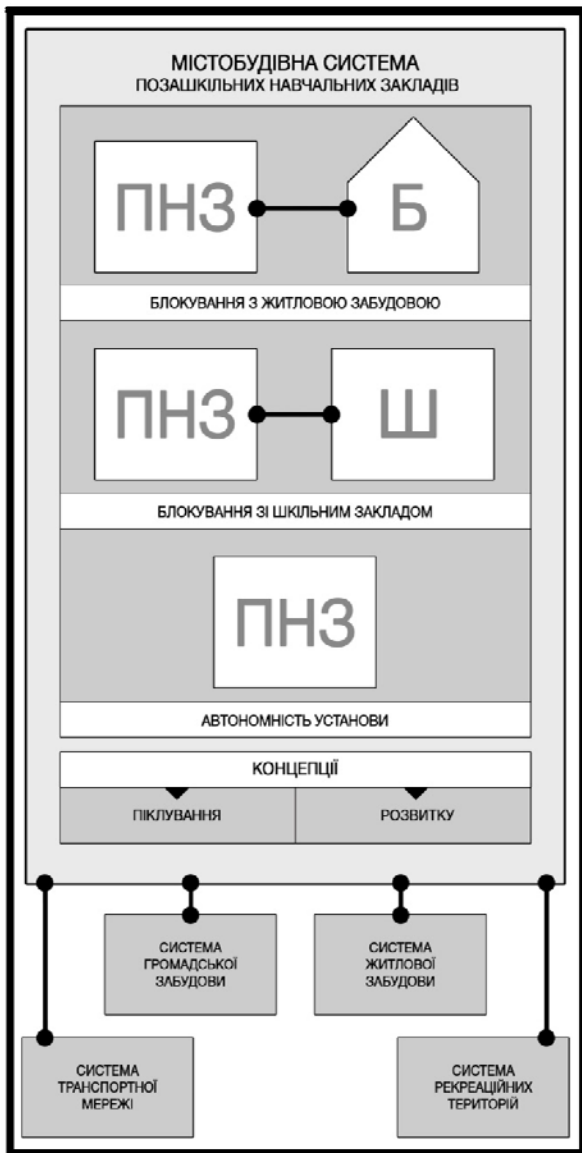 МІСТОБУДІВНА СИСТЕМА
ПОЗАШКІЛЬНИХ НАВЧАЛЬНИХ ЗАКЛАДІВ
ПНЗ
Б
БЛОКУВАННЯ З ЖИТЛОВОЮ ЗАБУДОВОЮ
ПНЗ
Ш
БЛОКУВАННЯ ЗІ ШКІЛЬНИМ ЗАКЛАДОМ
ПНЗ
АВТОНОМНІСТЬ УСТАНОВИ
КОНЦЕПЦІЇ
ПІКЛУВАННЯ
РОЗВИТКУ
СИСТЕМА
ГРОМАДСЬКОЇ
ЗАБУДОВИ
СИСТЕМА
ЖИТЛОВОЇ
ЗАБУДОВИ
СИСТЕМА
ТРАНСПОРТНОЇ
МЕРЕЖІ
СИСТЕМА
РЕКРЕАЦІЙНИХ
ТЕРИТОРІЙ